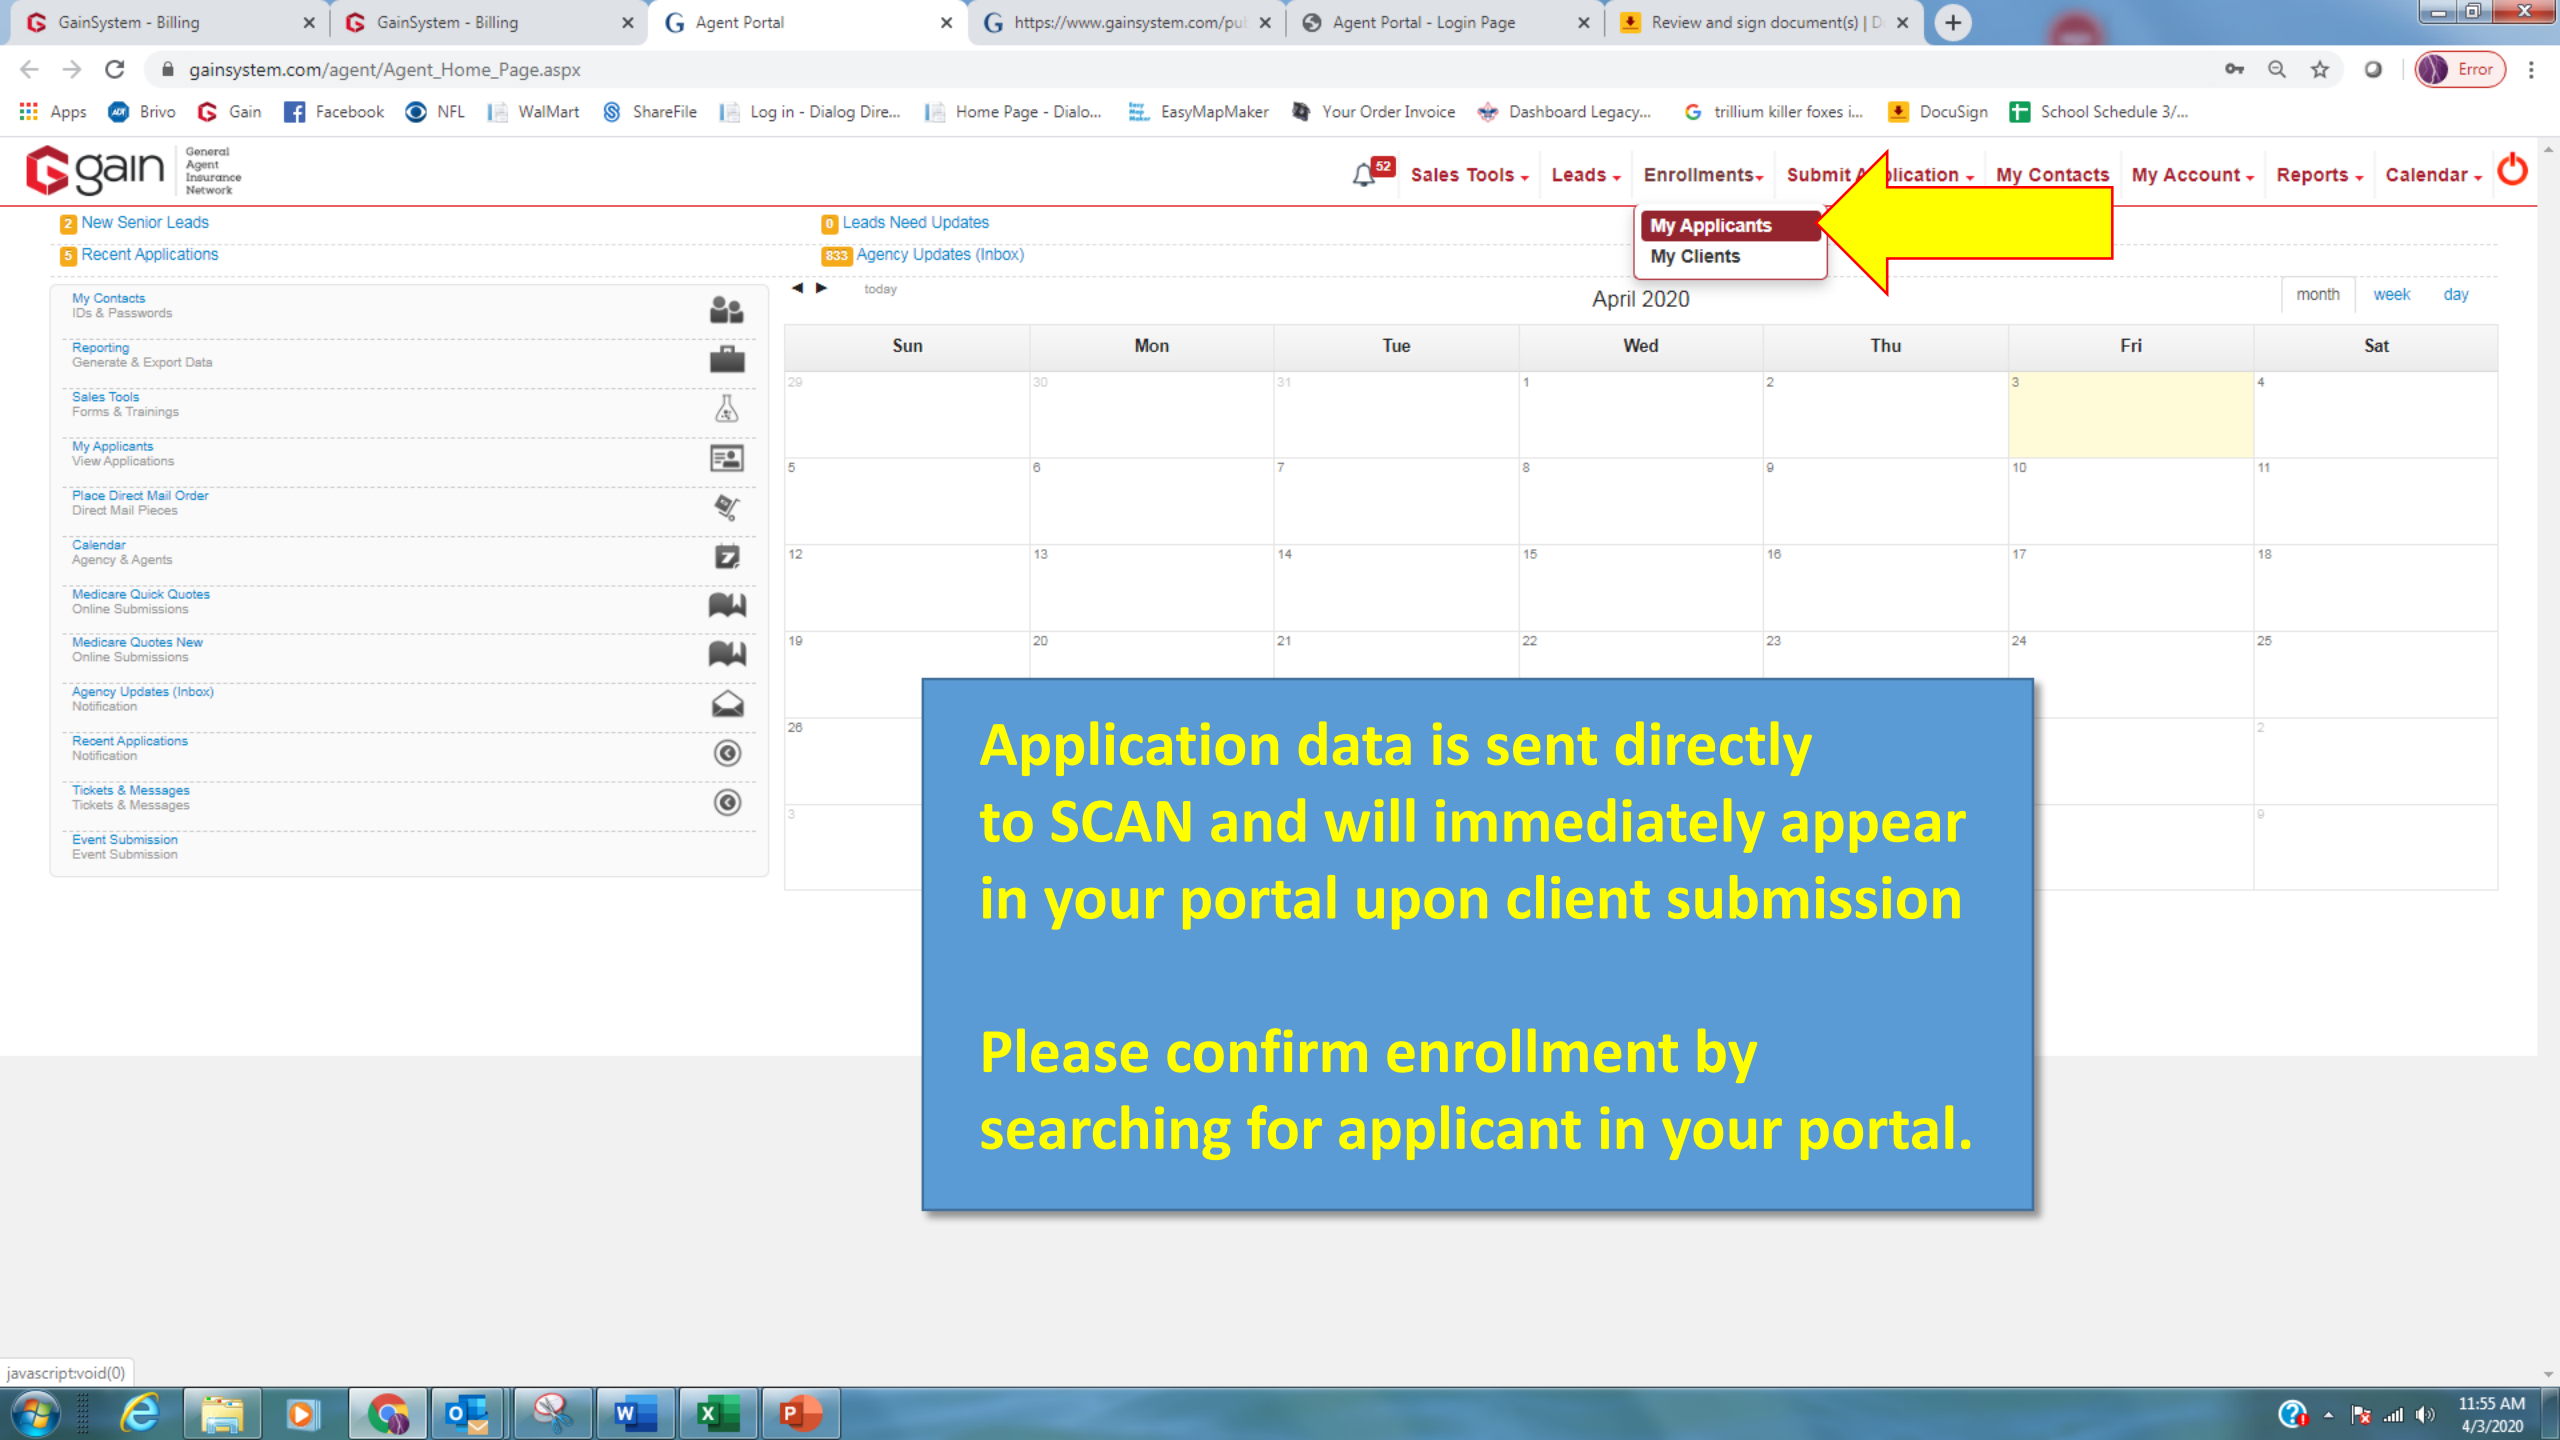 GainSystem - Billing
GainSystem - Billing
Agent Portal
https://www.gainsystem.com/pu
Agent Portal - Login Page
Review and sign document(s) | D
gainsystem.com/agent/Agent_Home_Page.aspx
Error
Apps Brivo Gain Facebook NFL WalMart ShareFile Log in - Dialog Dire... Home Page - Dialo... EasyMapMaker Your Order Invoice Dashboard Legacy... trillium killer foxes i... DocuSign School Schedule 3/...
gain
General
Agent
Insurance
Network
52 Sales Tools Leads Enrollments Submit A plication My Contacts My Account Reports Calendar
My Applicants
My Clients
2 New Senior Leads
0 Leads Need Updates
5 Recent Applications
833 Agency Updates (Inbox)
My Contacts
IDs & Passwords
Reporting
Generate & Export Data
Sales Tools
Forms & Trainings
My Applicants
View Applications
Place Direct Mail Order
Direct Mail Pieces
Calendar
Agency & Agents
Medicare Quick Quotes
Online Submissions
Medicare Quotes New
Online Submissions
Agency Updates (Inbox)
Notification
Recent Applications
Notification
Tickets & Messages
Tickets & Messages
Event Submission
Event Submission
today
April 2020
month week day
Sun Mon Tue Wed Thu Fri Sat
29 30 31 1 2 3 4
5 6 7 8 9 10 11
12 13 14 15 16 17 18
19 20 21 22 23 24 25
26 2
3 9
Application data is sent directly
to SCAN and will immediately appear
in your portal upon client submission
Please confirm enrollment by
searching for applicant in your portal.
javascript:void(0)
11:55 AM
4/3/2020